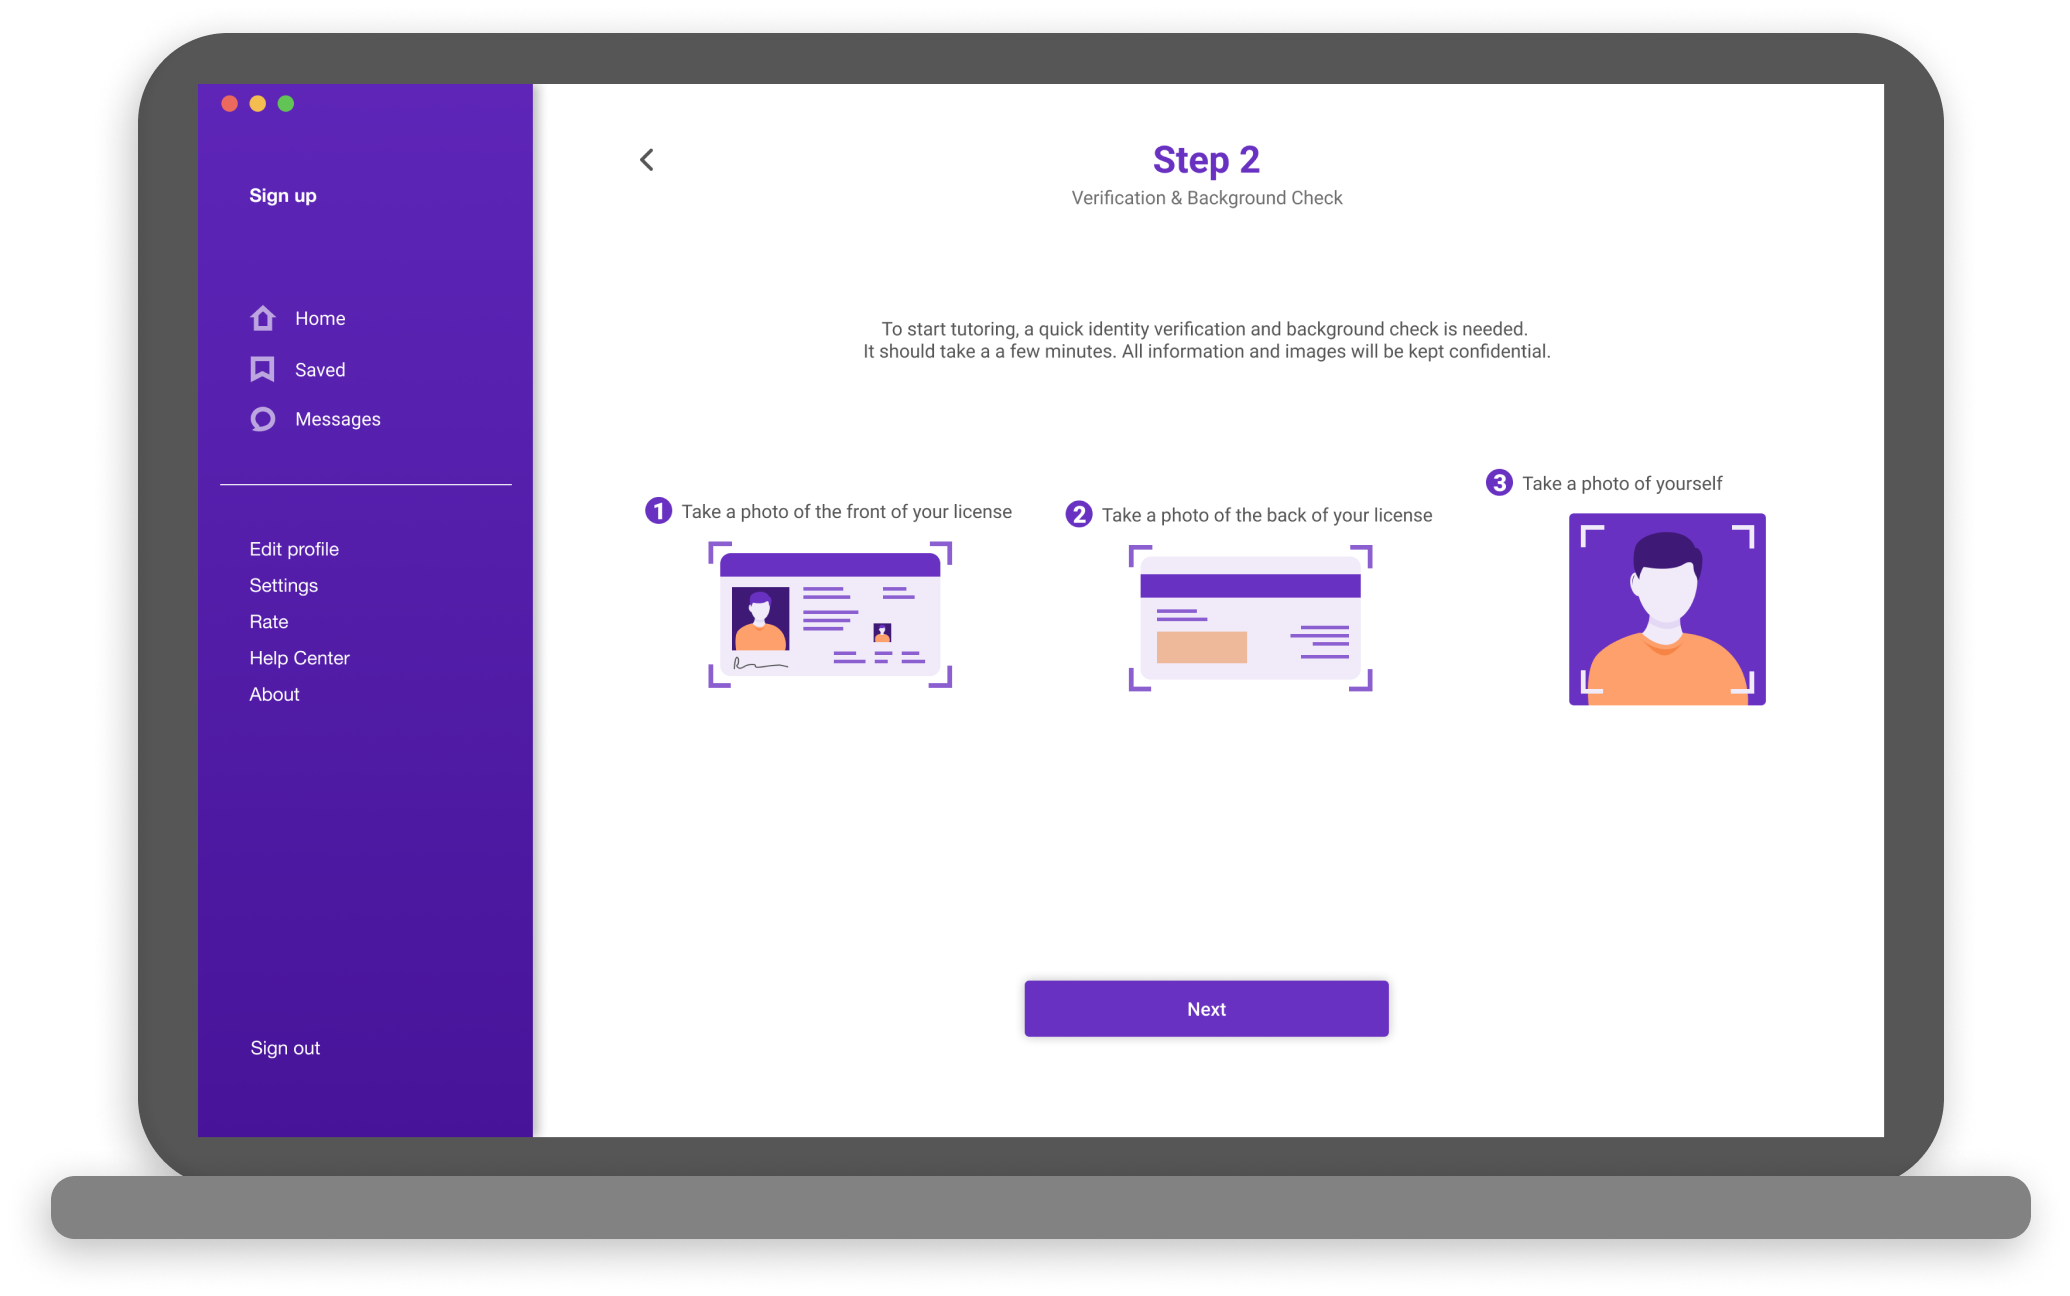 Sign up
Home
Saved
Messages
Edit profile
Settings
Rate
Help Center
About
Sign out
Step 2
Verification & Background Check
To start tutoring, a quick identity verification and background check is needed.
It should take a a few minutes. All information and images will be kept confidential.
1 Take a photo of the front of your license
2 Take a photo of the back of your license
3 Take a photo of yourself
Next